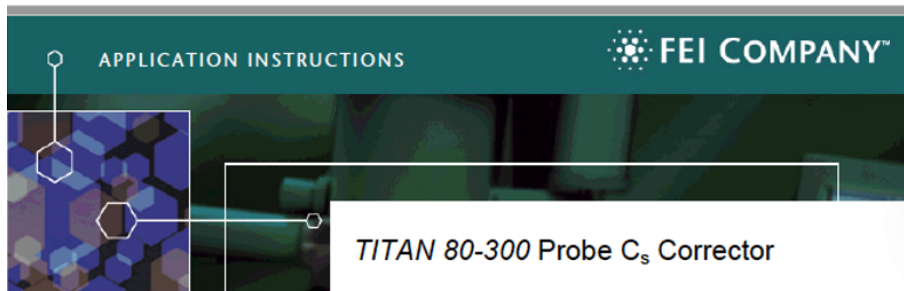 APPLICATION INSTRUCTIONS
FEI COMPANY™
TITAN 80-300 Probe Cs Corrector